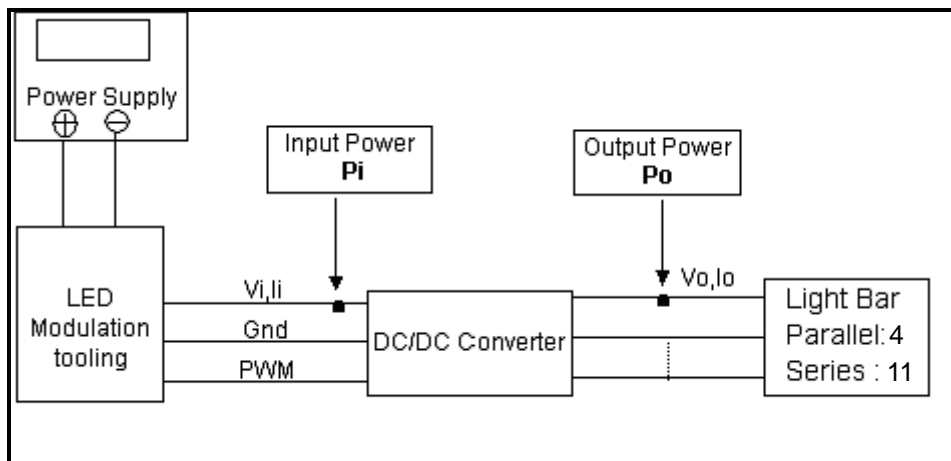 Power Supply
+ −
Input Power
Pi
Output Power
Po
LED
Modulation
tooling
Vi,Ii
Gnd
PWM
DC/DC Converter
Vo,Io
Light Bar
Parallel: 4
Series : 11